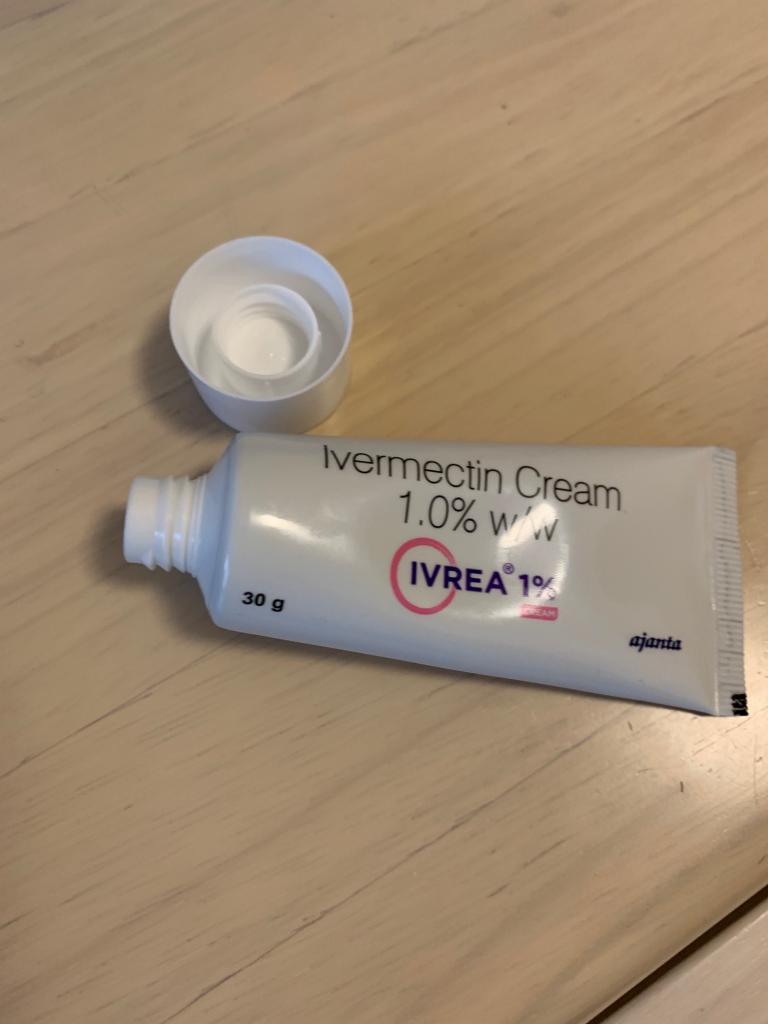 Ivermectin Cream
1.0% w/w
IVREA® 1%
CREAM
30 g
ajanta